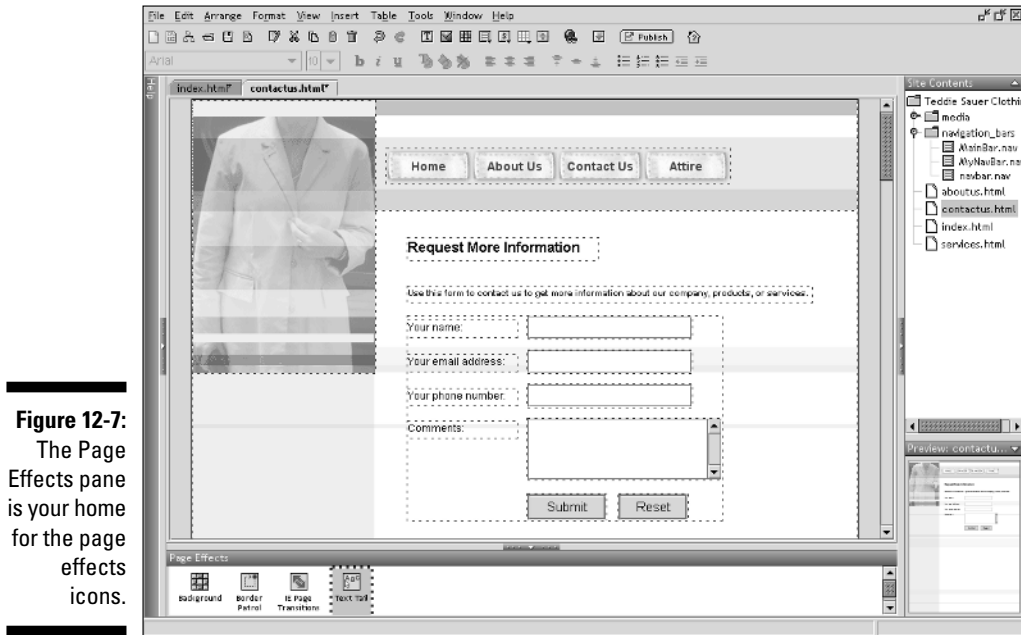 File Edit Arrange Format View Insert Table Tools Window Help
Publish
Arial
10
b i u
Help
index.html*
contactus.html*
Site Contents
Teddie Sauer Clothi
media
navigation_bars
MainBar.nav
MyNavBar.na
navbar.nav
aboutus.html
contactus.html
index.html
services.html
Home
About Us
Contact Us
Attire
Request More Information
Use this form to contact us to get more information about our company, products, or services.
Your name:
Your email address:
Your phone number:
Comments:
Submit
Reset
Preview: contactu...
Page Effects
Background
Border Patrol
IE Page Transitions
Text Tail
Figure 12-7:
The Page
Effects pane
is your home
for the page
effects
icons.